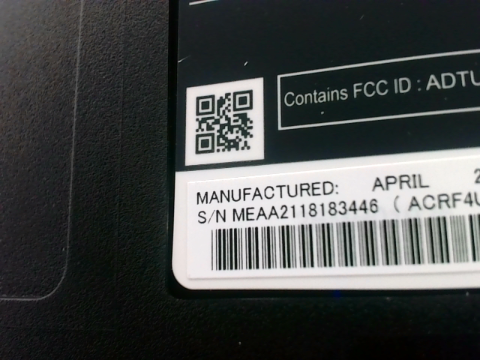 Contains FCC ID : ADTU
MANUFACTURED: APRIL 2
S/N MEAA2118183446 ( ACRF4U